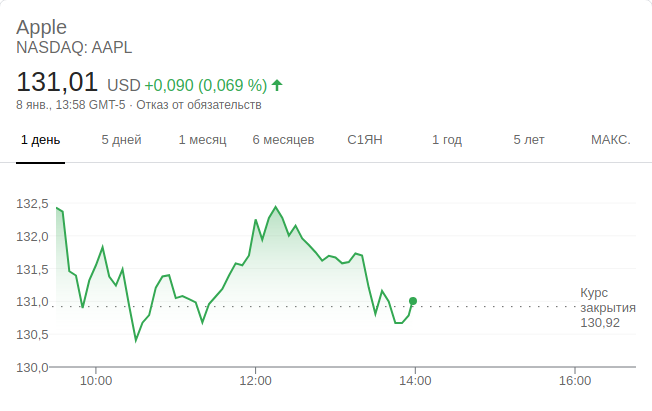 Apple
NASDAQ: AAPL
131,01 USD +0,090 (0,069 %) ↑
8 янв., 13:58 GMT-5 · Отказ от обязательств
1 день 5 дней 1 месяц 6 месяцев С1ЯН 1 год 5 лет МАКС.
132,5
132,0
131,5
131,0
130,5
130,0
Курс
закрытия
130,92
10:00 12:00 14:00 16:00